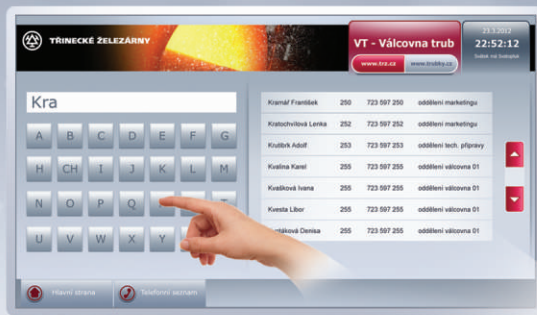 TŘINECKÉ ŽELEZÁRNY
VT - Válcovna trub
www.trz.cz www.trubky.cz
23.3.2012
22:52:12
Kra
A B C D E F G
H CH I J K L M
N O P Q
U V W X Y
Kramář František 250 723 597 250 oddělení marketingu
Kratochvílová Lenka 252 723 597 252 oddělení marketingu
Krutibrk Adolf 253 723 597 253 oddělení tech. přípravy
Kvalina Karel 255 723 597 255 oddělení válcovna 01
Kvašková Ivana 255 723 597 255 oddělení válcovna 01
Kvesta Libor 255 723 597 255 oddělení válcovna 01
Denisa 255 723 597 255 oddělení válcovna 01
Hlavní strana Telefonní seznam